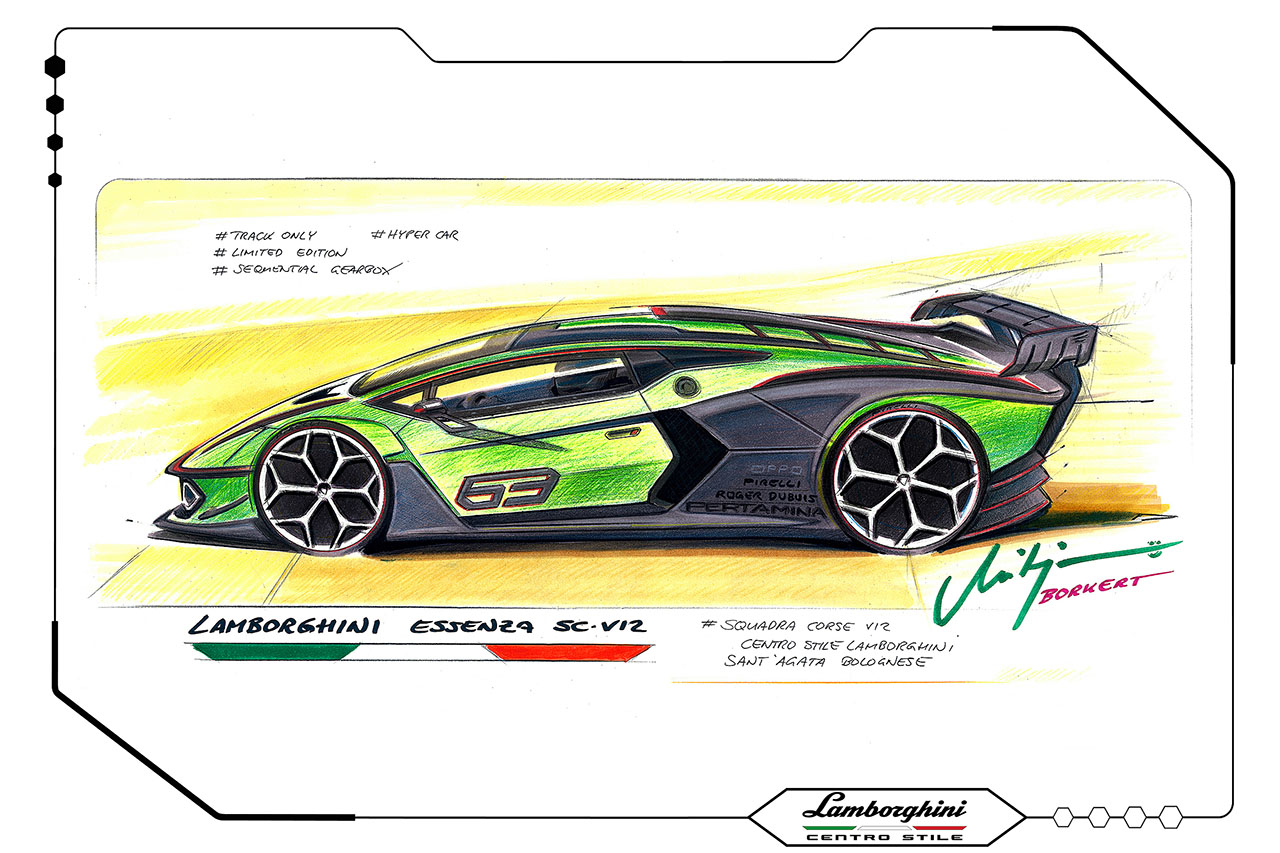 # TRACK ONLY # HYPER CAR
# LIMITED EDITION
# SEQUENTIAL GEARBOX
63
OPPO
PIRELLI
ROGER DUBUIS
PERTAMINA
BORKERT
LAMBORGHINI ESSENZA SC-V12
# SQUADRA CORSE V12
CENTRO STILE LAMBORGHINI
SANT'AGATA BOLOGNESE
Lamborghini
CENTRO STILE